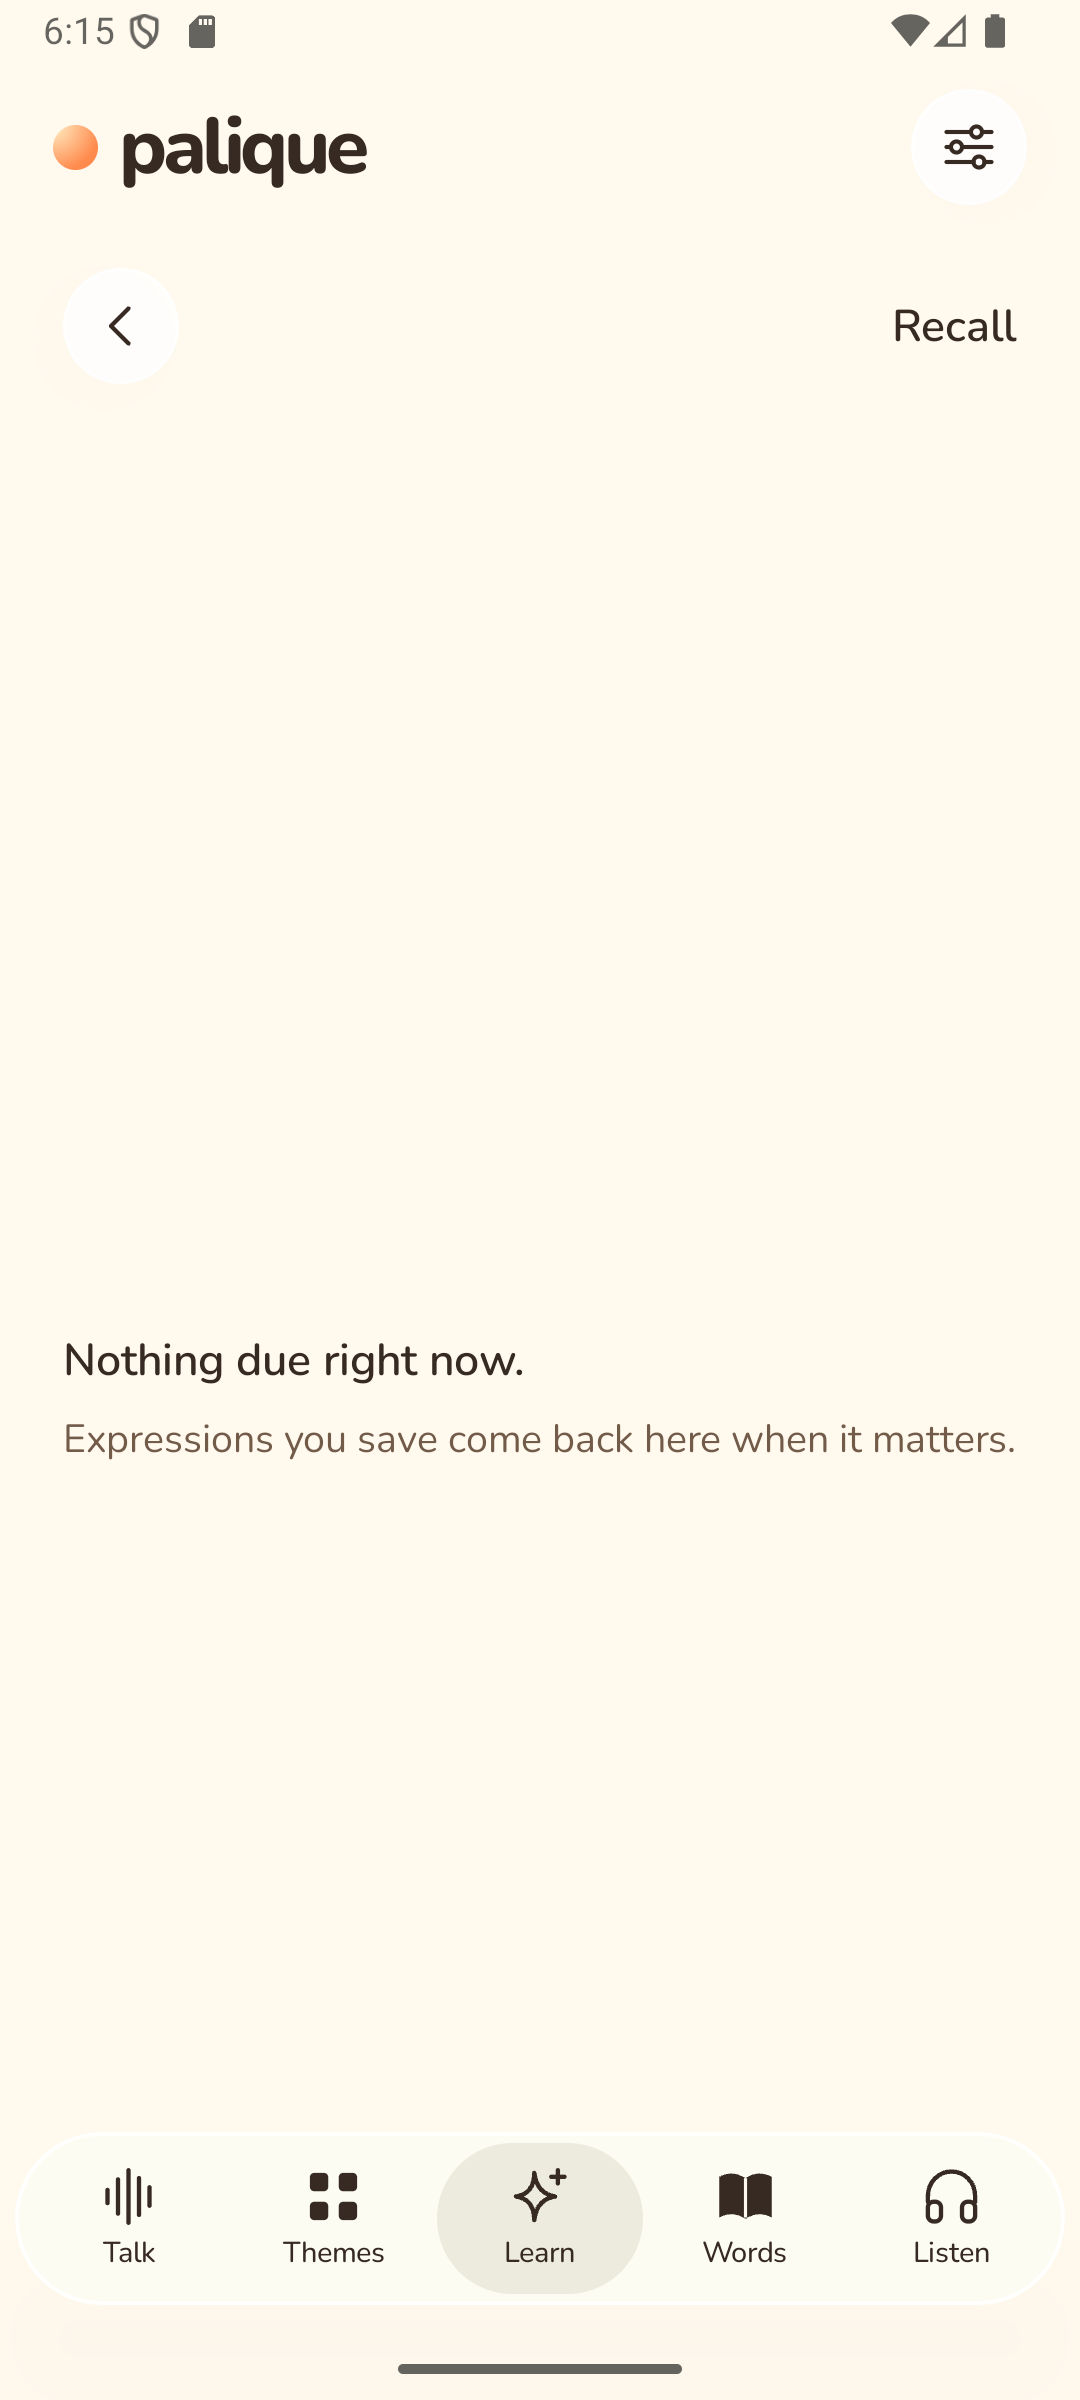 6:15
palique
Recall
Nothing due right now.
Expressions you save come back here when it matters.
Talk
Themes
Learn
Words
Listen